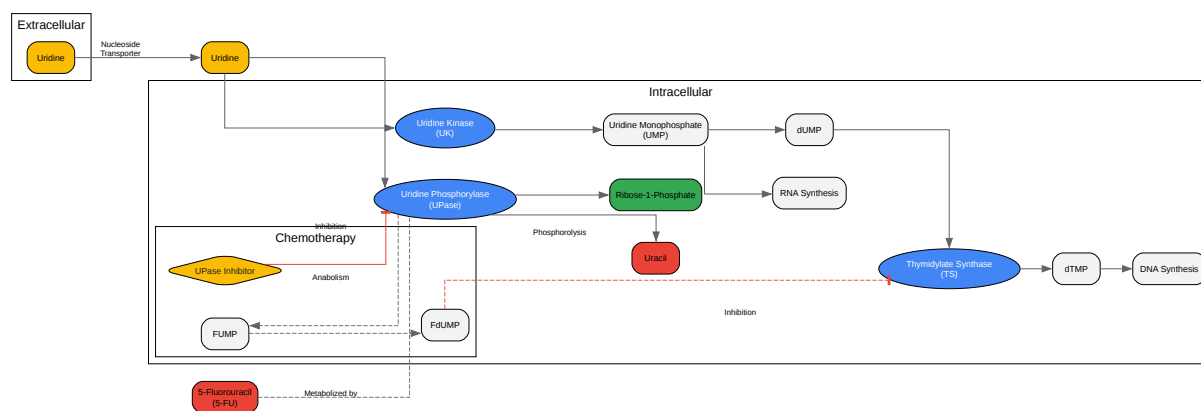 Extracellular
Uridine
Nucleoside
Transporter
Uridine
Intracellular
Uridine Kinase
(UK)
Uridine Monophosphate
(UMP)
dUMP
Uridine Phosphorylase
(UPase)
Ribose-1-Phosphate
RNA Synthesis
Inhibition
Phosphorolysis
Chemotherapy
Uracil
UPase Inhibitor
Anabolism
Thymidylate Synthase
(TS)
dTMP
DNA Synthesis
Inhibition
FUMP
FdUMP
5-Fluorouracil
(5-FU)
Metabolized by